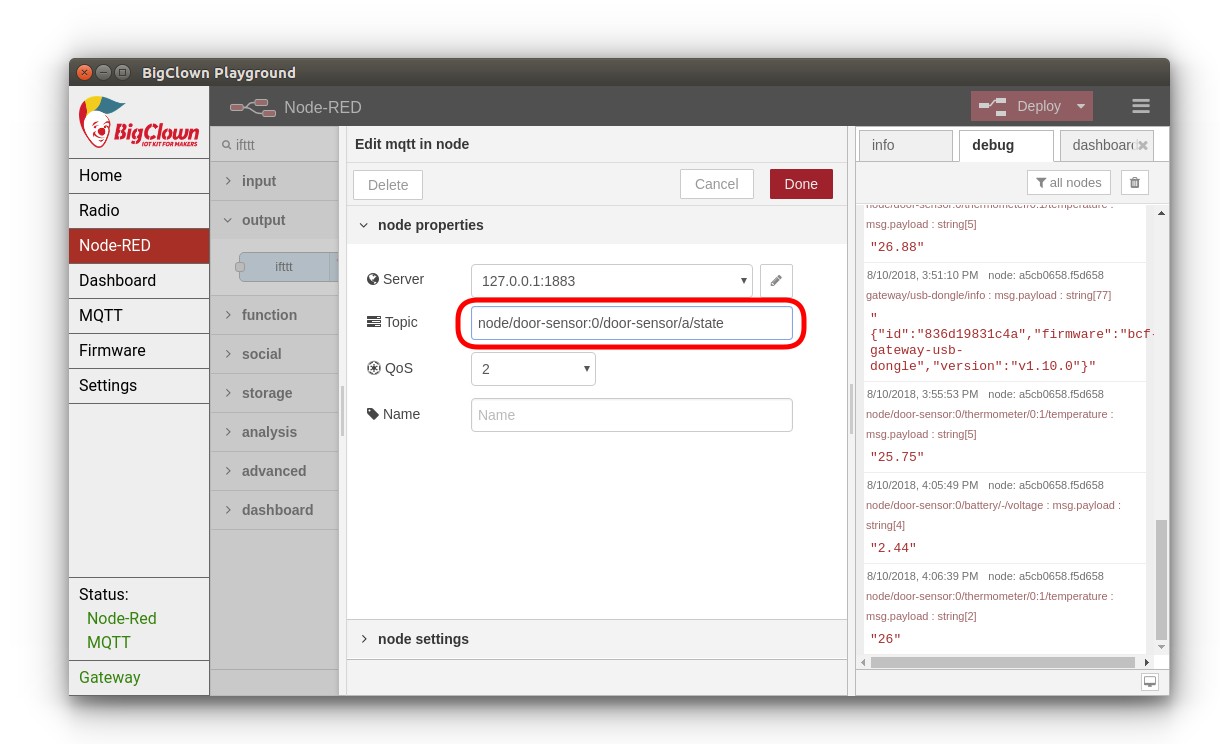 BigClown Playground
BigClown
IOT KIT FOR MAKERS
Home
Radio
Node-RED
Dashboard
MQTT
Firmware
Settings
Status:
Node-Red
MQTT
Gateway
Node-RED
Deploy
ifttt
input
output
ifttt
function
social
storage
analysis
advanced
dashboard
Edit mqtt in node
Delete
Cancel
Done
node properties
Server
127.0.0.1:1883
Topic
node/door-sensor:0/door-sensor/a/state
QoS
2
Name
Name
node settings
info
debug
dashboard
all nodes
node/door-sensor:0/thermometer/0:1/temperature :
msg.payload : string[5]
"26.88"
8/10/2018, 3:51:10 PM node: a5cb0658.f5d658
gateway/usb-dongle/info : msg.payload : string[77]
"
{"id":"836d19831c4a","firmware":"bcf-
gateway-usb-
dongle","version":"v1.10.0"}"
8/10/2018, 3:55:53 PM node: a5cb0658.f5d658
node/door-sensor:0/thermometer/0:1/temperature :
msg.payload : string[5]
"25.75"
8/10/2018, 4:05:49 PM node: a5cb0658.f5d658
node/door-sensor:0/battery/-/voltage : msg.payload :
string[4]
"2.44"
8/10/2018, 4:06:39 PM node: a5cb0658.f5d658
node/door-sensor:0/thermometer/0:1/temperature :
msg.payload : string[2]
"26"